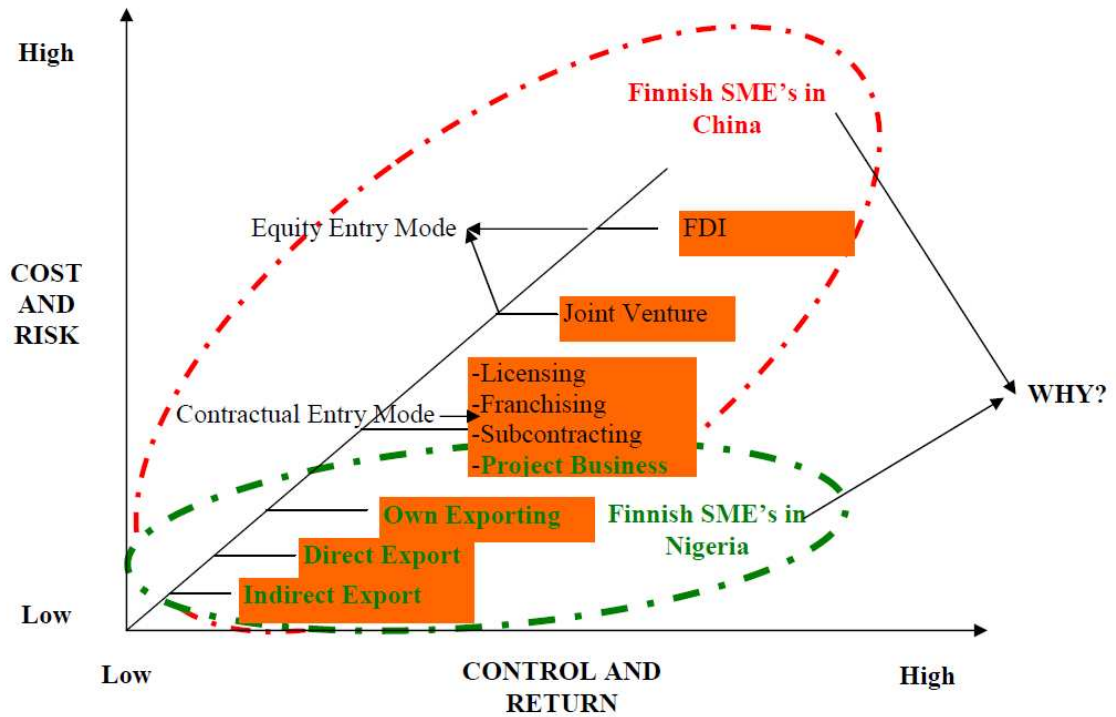 High
Finnish SME's in
China
Equity Entry Mode
FDI
COST
AND
RISK
Joint Venture
-Licensing
-Franchising
-Subcontracting
-Project Business
Contractual Entry Mode
WHY?
Own Exporting
Finnish SME's in
Nigeria
Direct Export
Indirect Export
Low
Low
CONTROL AND
RETURN
High